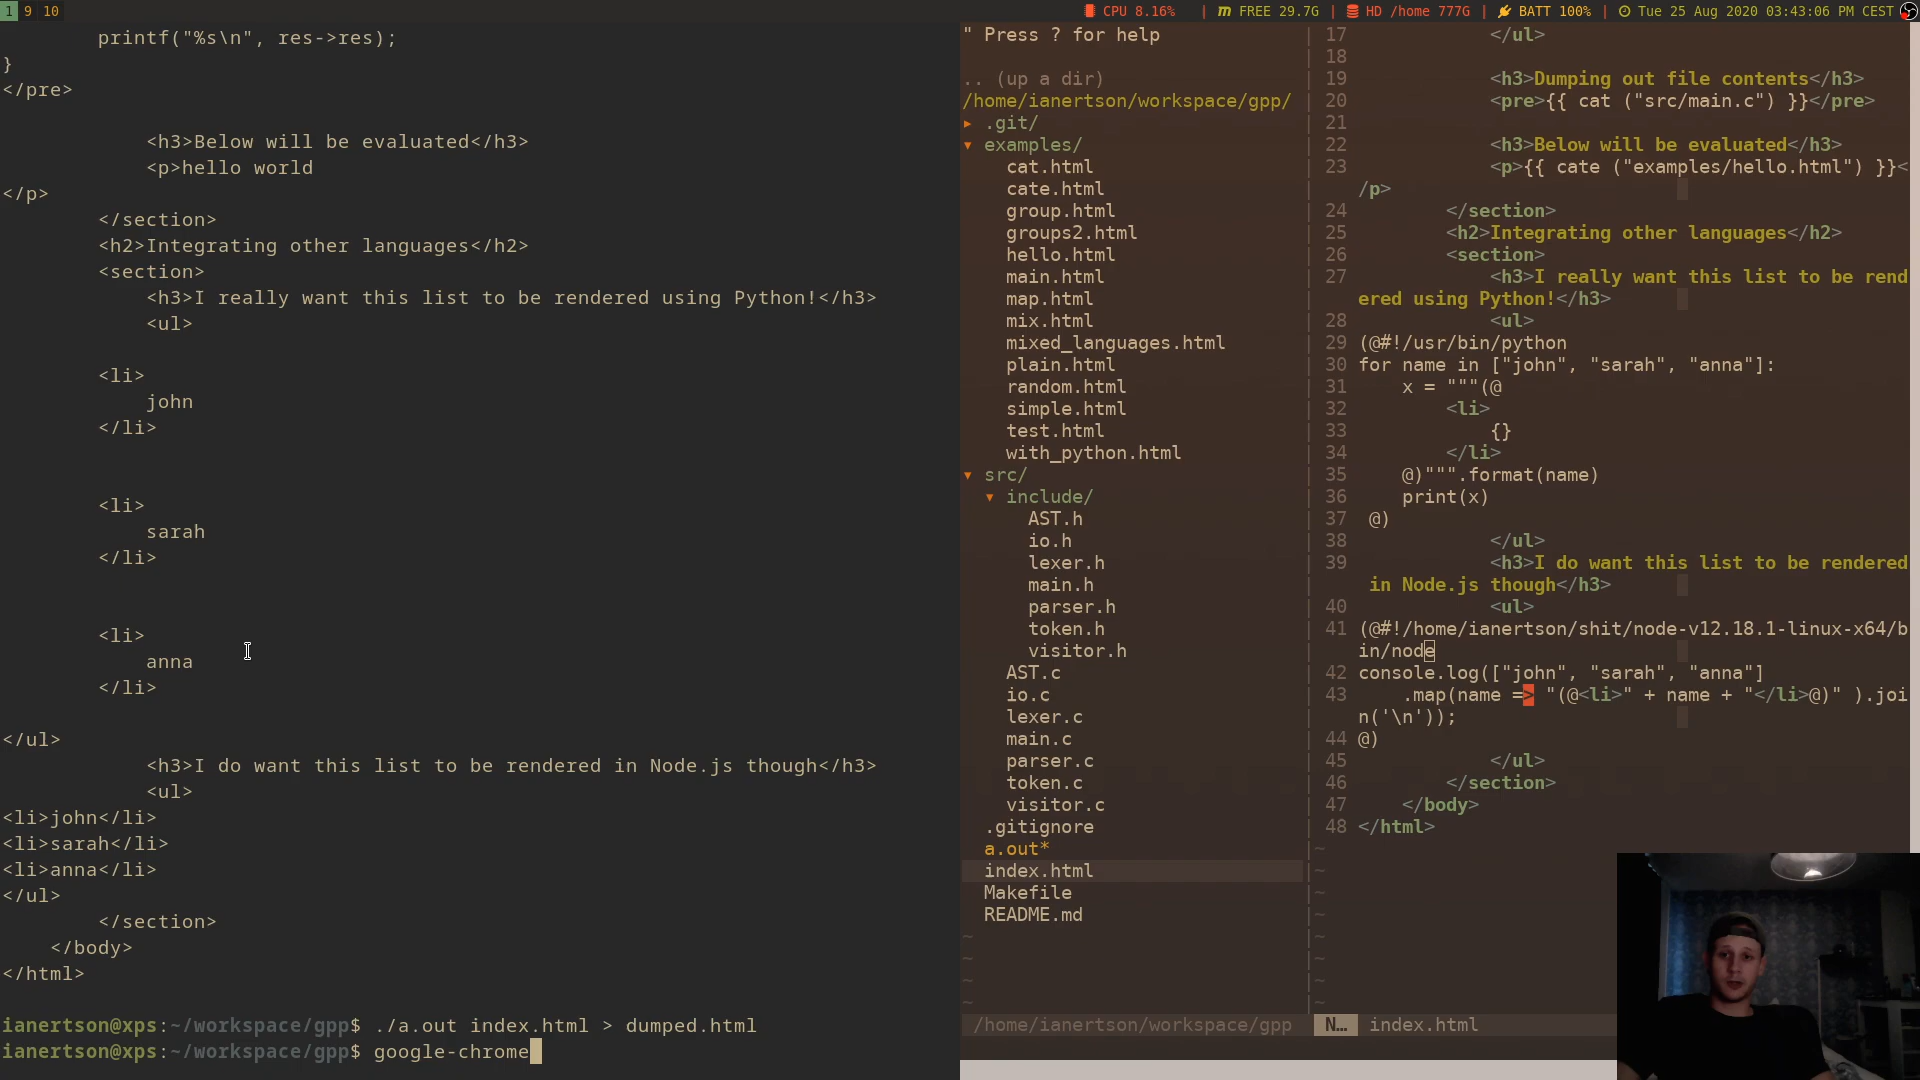 1 9 10
CPU 8.16% | FREE 29.7G | HD /home 777G | BATT 100% | Tue 25 Aug 2020 03:43:06 PM CEST
printf("%s\n", res->res);
}
</pre>
<h3>Below will be evaluated</h3>
<p>hello world
</p>
</section>
<h2>Integrating other languages</h2>
<section>
<h3>I really want this list to be rendered using Python!</h3>
<ul>
<li>
john
</li>
<li>
sarah
</li>
<li>
anna
</li>
</ul>
<h3>I do want this list to be rendered in Node.js though</h3>
<ul>
<li>john</li>
<li>sarah</li>
<li>anna</li>
</ul>
</section>
</body>
</html>
ianertson@xps:~/workspace/gpp$ ./a.out index.html > dumped.html
ianertson@xps:~/workspace/gpp$ google-chrome
" Press ? for help
.. (up a dir)
/home/ianertson/workspace/gpp/
▸ .git/
▾ examples/
cat.html
cate.html
group.html
groups2.html
hello.html
main.html
map.html
mix.html
mixed_languages.html
plain.html
random.html
simple.html
test.html
with_python.html
▾ src/
▾ include/
AST.h
io.h
lexer.h
main.h
parser.h
token.h
visitor.h
AST.c
io.c
lexer.c
main.c
parser.c
token.c
visitor.c
.gitignore
a.out*
index.html
Makefile
README.md
~
~
~
~
/home/ianertson/workspace/gpp
17 </ul>
18
19 <h3>Dumping out file contents</h3>
20 <pre>{{ cat ("src/main.c") }}</pre>
21
22 <h3>Below will be evaluated</h3>
23 <p>{{ cate ("examples/hello.html") }}<
/p>
24 </section>
25 <h2>Integrating other languages</h2>
26 <section>
27 <h3>I really want this list to be rend
ered using Python!</h3>
28 <ul>
29 (@#!/usr/bin/python
30 for name in ["john", "sarah", "anna"]:
31 x = """(@
32 <li>
33 {}
34 </li>
35 @)""".format(name)
36 print(x)
37 @)
38 </ul>
39 <h3>I do want this list to be rendered
in Node.js though</h3>
40 <ul>
41 (@#!/home/ianertson/shit/node-v12.18.1-linux-x64/b
in/node
42 console.log(["john", "sarah", "anna"]
43 .map(name => "(@<li>" + name + "</li>@)" ).joi
n('\n'));
44 @)
45 </ul>
46 </section>
47 </body>
48 </html>
~
~
~
~
~
~
~
~
N... index.html